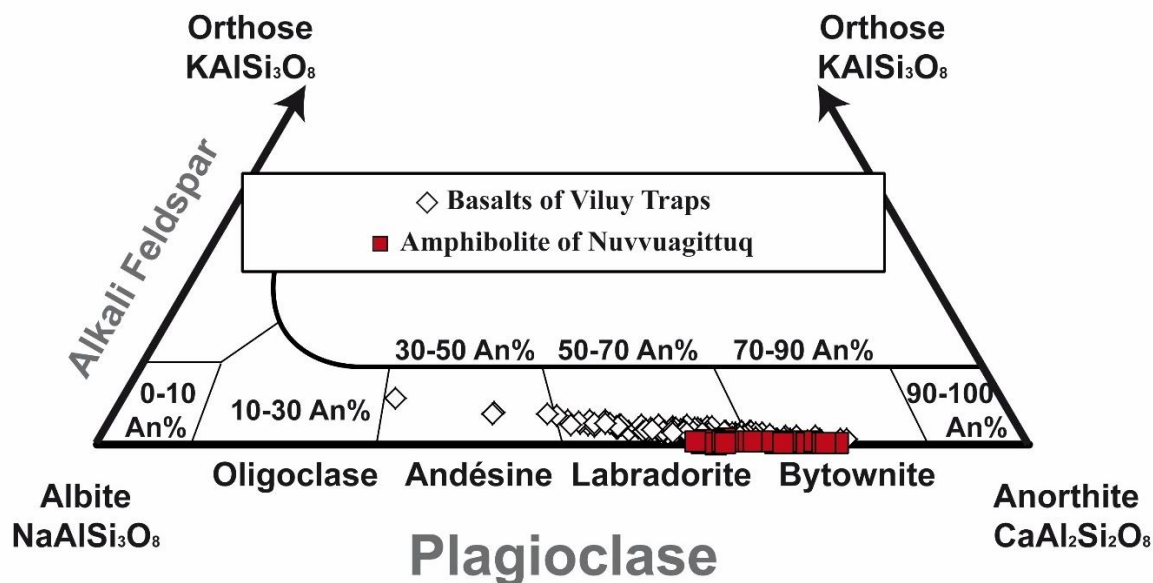 Orthose
KAlSi₃O₈
Orthose
KAlSi₃O₈
Alkali Feldspar
Basalts of Viluy Traps
Amphibolite of Nuvvuagittuq
30-50 An%
50-70 An%
70-90 An%
0-10
An%
10-30 An%
90-100
An%
Oligoclase
Andésine
Labradorite
Bytownite
Albite
NaAlSi₃O₈
Anorthite
CaAl₂Si₂O₈
Plagioclase